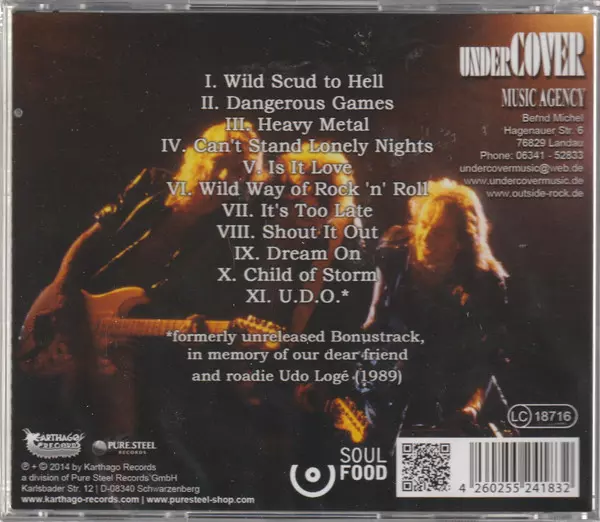 I. Wild Scud to Hell
II. Dangerous Games
III. Heavy Metal
IV. Can't Stand Lonely Nights
V. Is It Love
VI. Wild Way of Rock 'n' Roll
VII. It's Too Late
VIII. Shout It Out
IX. Dream On
X. Child of Storm
XI. U.D.O.*
*formerly unreleased Bonustrack,
in memory of our dear friend
and roadie Udo Logé (1989)
UNDERCOVER
MUSIC AGENCY
Bernd Michel
Hagenauer Str. 6
76829 Landau
Phone: 06341 - 52833
undercovermusic@web.de
www.undercovermusic.de
www.outside-rock.de
KARTHAGO
RECORDS
PURE STEEL
RECORDS
℗ + © 2014 by Karthago Records
a division of Pure Steel Records GmbH
Karlsbader Str. 12 | D-08340 Schwarzenberg
www.karthago-records.com www.puresteel-shop.com
SOUL
FOOD
LC 18716
4 260255 241832